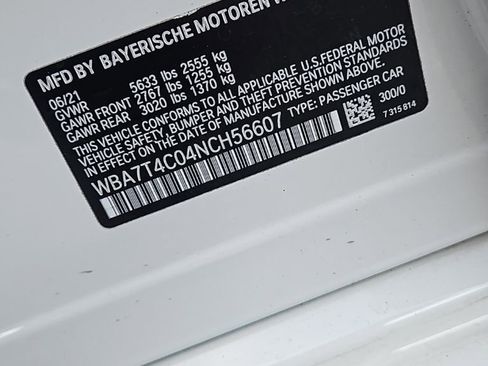 MFD BY BAYERISCHE MOTOREN W
06/21
GVWR 5633 lbs 2555 kg
GAWR FRONT 2767 lbs 1255 kg
GAWR REAR 3020 lbs 1370 kg
THIS VEHICLE CONFORMS TO ALL APPLICABLE U.S.FEDERAL MOTOR
VEHICLE SAFETY, BUMPER AND THEFT PREVENTION STANDARDS
IN EFFECT ON THE DATE OF MANUFACTURE SHOWN ABOVE.
WBA7T4C04NCH56607 TYPE: PASSENGER CAR
300/0
7 315 814